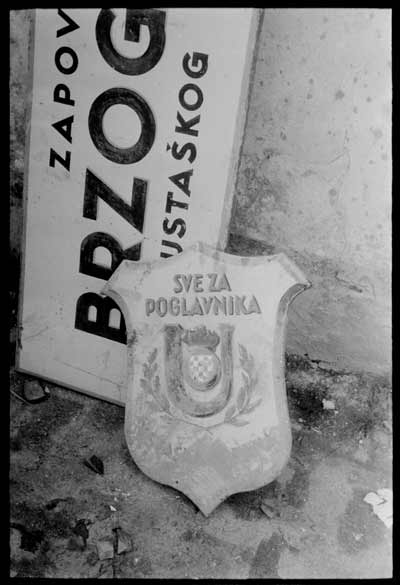 ZAPOV
BRZOG
USTAŠKOG
SVE ZA
POGLAVNIKA
U